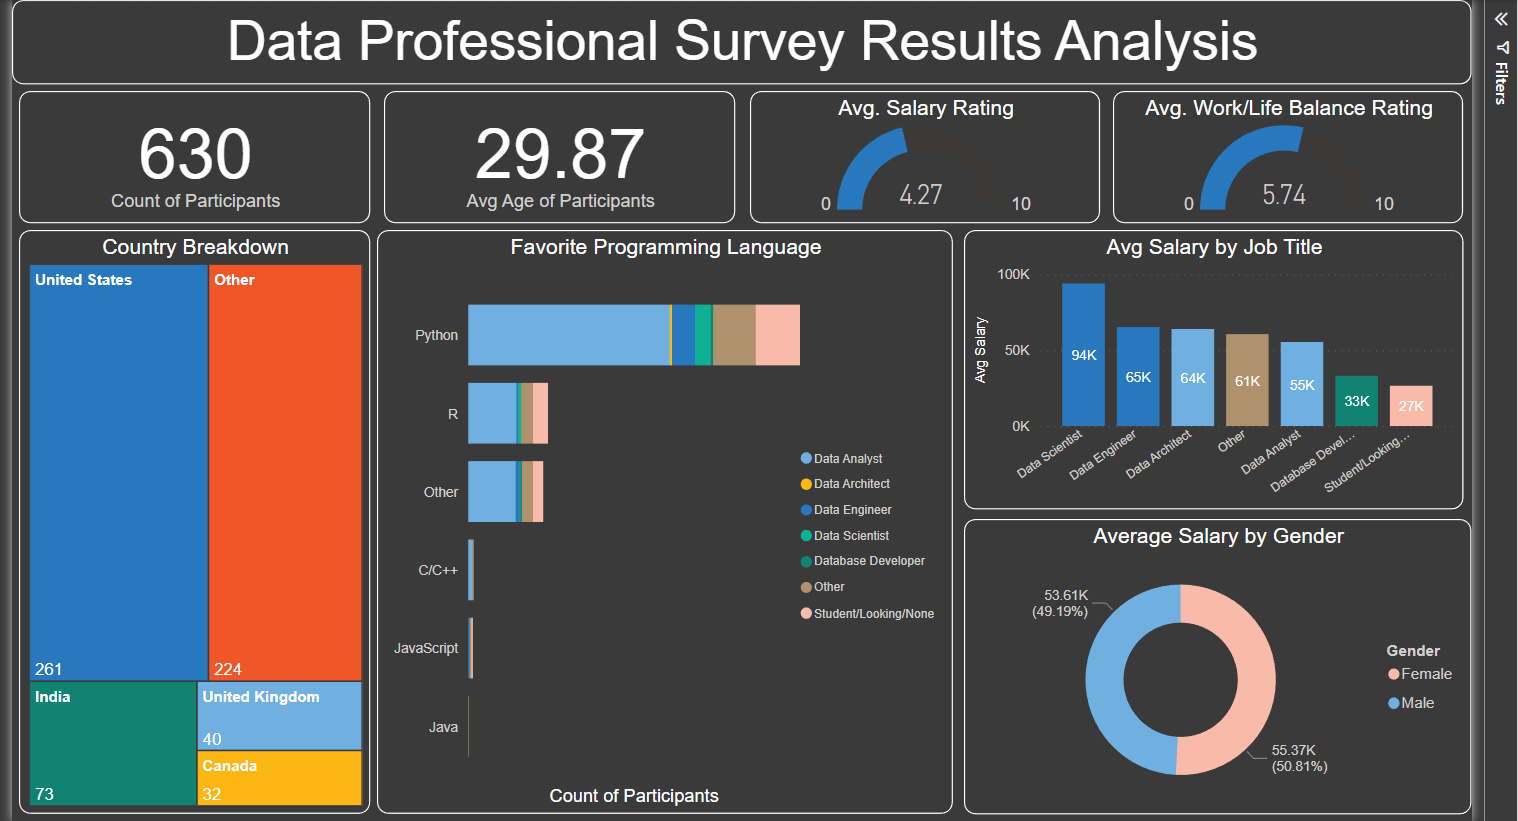 Data Professional Survey Results Analysis
Filters
630
Count of Participants
29.87
Avg Age of Participants
Avg. Salary Rating
0
4.27
10
Avg. Work/Life Balance Rating
0
5.74
10
Country Breakdown
United States
261
Other
224
India
73
United Kingdom
40
Canada
32
Favorite Programming Language
Python
R
Other
C/C++
JavaScript
Java
Count of Participants
Data Analyst
Data Architect
Data Engineer
Data Scientist
Database Developer
Other
Student/Looking/None
Avg Salary by Job Title
Avg Salary
100K
50K
0K
94K
65K
64K
61K
55K
33K
27K
Data Scientist
Data Engineer
Data Architect
Other
Data Analyst
Database Devel...
Student/Looking...
Average Salary by Gender
53.61K
(49.19%)
55.37K
(50.81%)
Gender
Female
Male